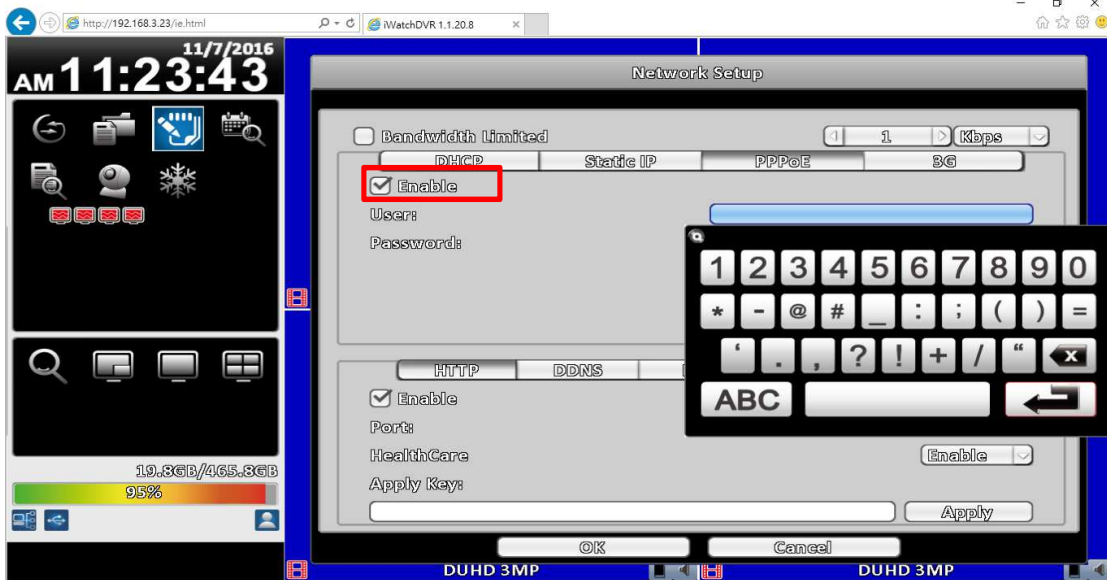 http://192.168.3.23/ie.html
iWatchDVR 1.1.20.8
11/7/2016
AM 11:23:43
Network Setup
Bandwidth Limited
1
Kbps
DHCP
Static IP
PPPoE
3G
Enable
User:
Password:
1 2 3 4 5 6 7 8 9 0
* - @ # _ : ; ( ) =
‘ . , ? ! + / “ x
ABC
HTTP
DDNS
Enable
Port:
HealthCare
Enable
Apply Key:
Apply
OK
Cancel
19.8GB/465.8GB
95%
DUHD 3MP
DUHD 3MP